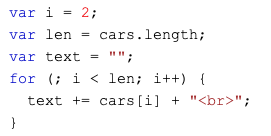 var i = 2;
var len = cars.length;
var text = "";
for (; i < len; i++) {
  text += cars[i] + "<br>";
}